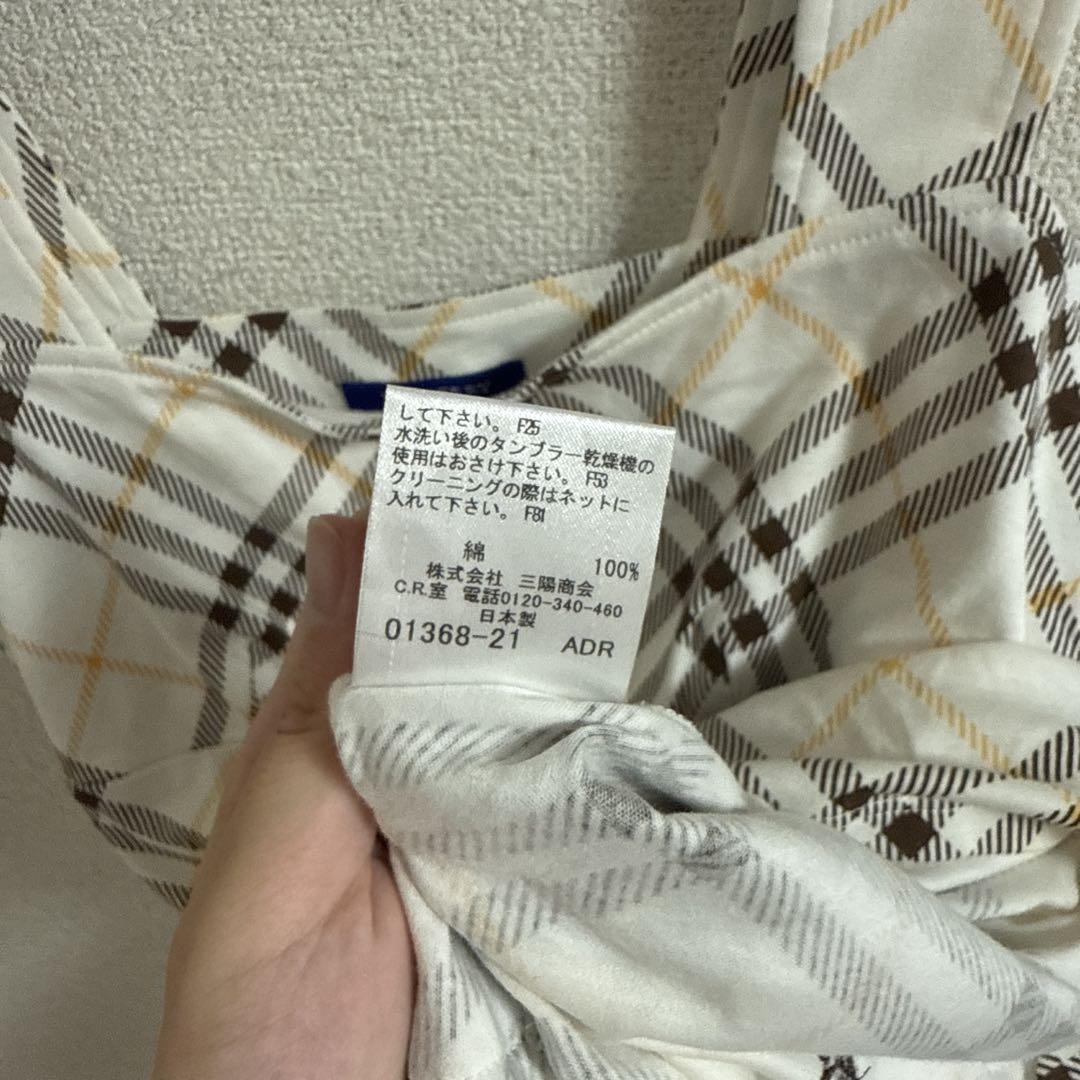 して下さい。 F25
水洗い後のタンブラー乾燥機の
使用はおさけ下さい。 F53
クリーニングの際はネットに
入れて下さい。 F81
綿 100%
株式会社 三陽商会
C.R.室 電話0120-340-460
日本製
01368-21 ADR